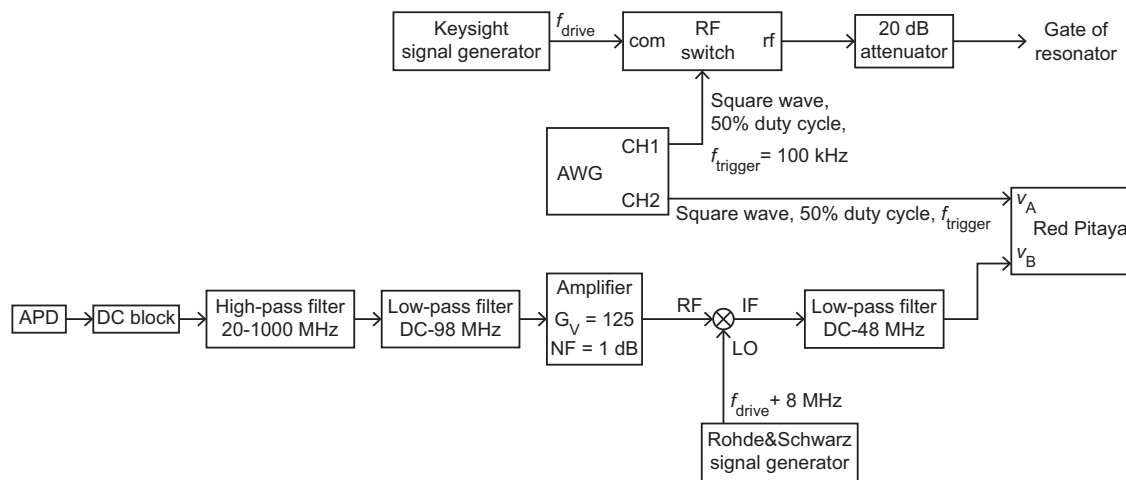 Keysight
signal generator
f_drive
com
RF
switch
rf
20 dB
attenuator
Gate of
resonator
Square wave,
50% duty cycle,
f_trigger = 100 kHz
AWG
CH1
CH2
Square wave, 50% duty cycle, f_trigger
v_A
Red Pitaya
v_B
APD
DC block
High-pass filter
20-1000 MHz
Low-pass filter
DC-98 MHz
Amplifier
G_V = 125
NF = 1 dB
RF
IF
LO
Low-pass filter
DC-48 MHz
f_drive + 8 MHz
Rohde&Schwarz
signal generator